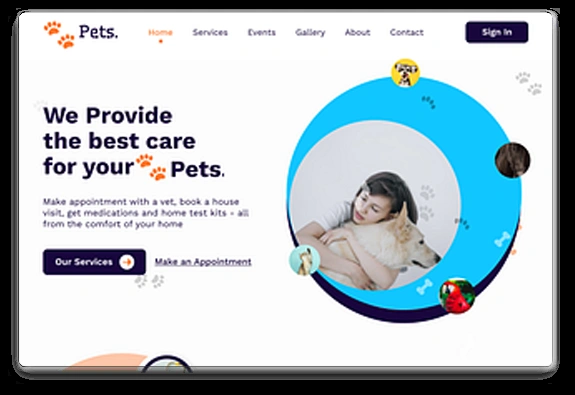 Pets.
Home Services Events Gallery About Contact Sign In
We Provide
the best care
for your Pets.
Make appointment with a vet, book a house
visit, get medications and home test kits - all
from the comfort of your home
Our Services Make an Appointment